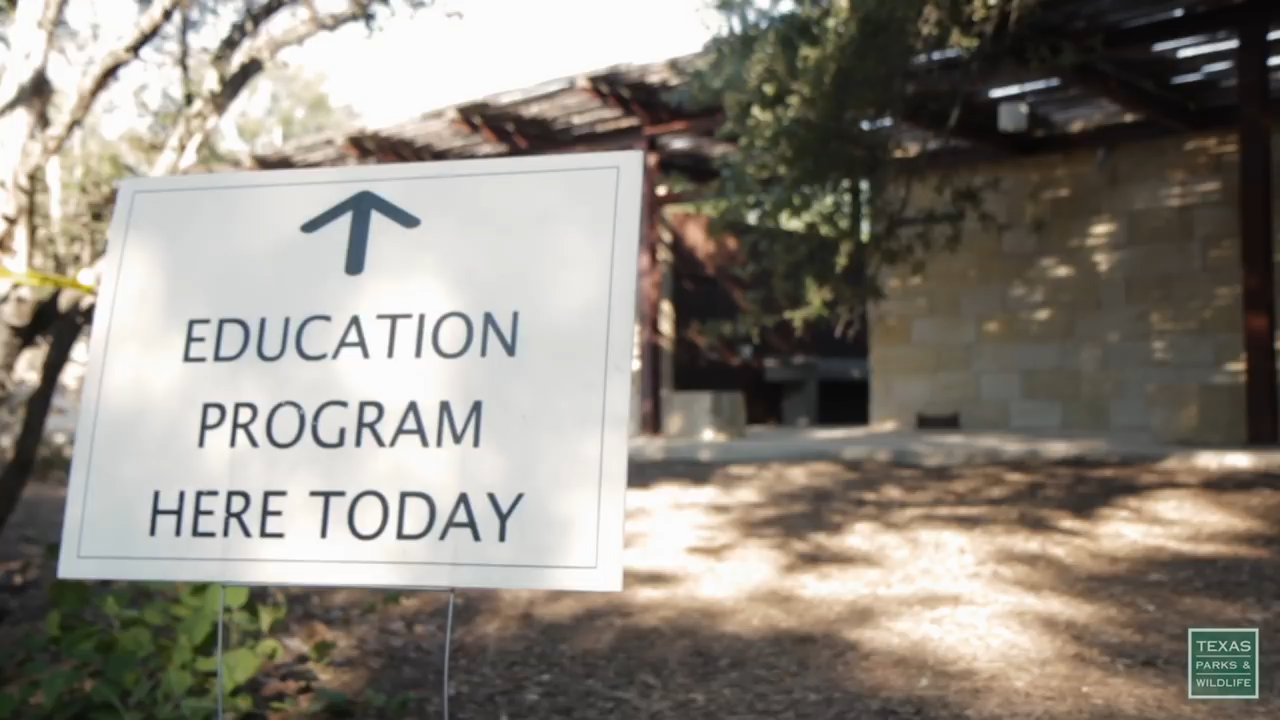 EDUCATION
PROGRAM
HERE TODAY
TEXAS
PARKS &
WILDLIFE